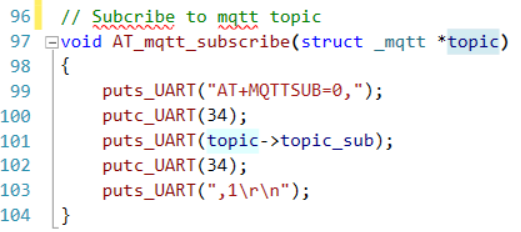 96 // Subcribe to mqtt topic
97 void AT_mqtt_subscribe(struct _mqtt *topic)
98 {
99 puts_UART("AT+MQTTSUB=0,");
100 putc_UART(34);
101 puts_UART(topic->topic_sub);
102 putc_UART(34);
103 puts_UART(",1\r\n");
104 }